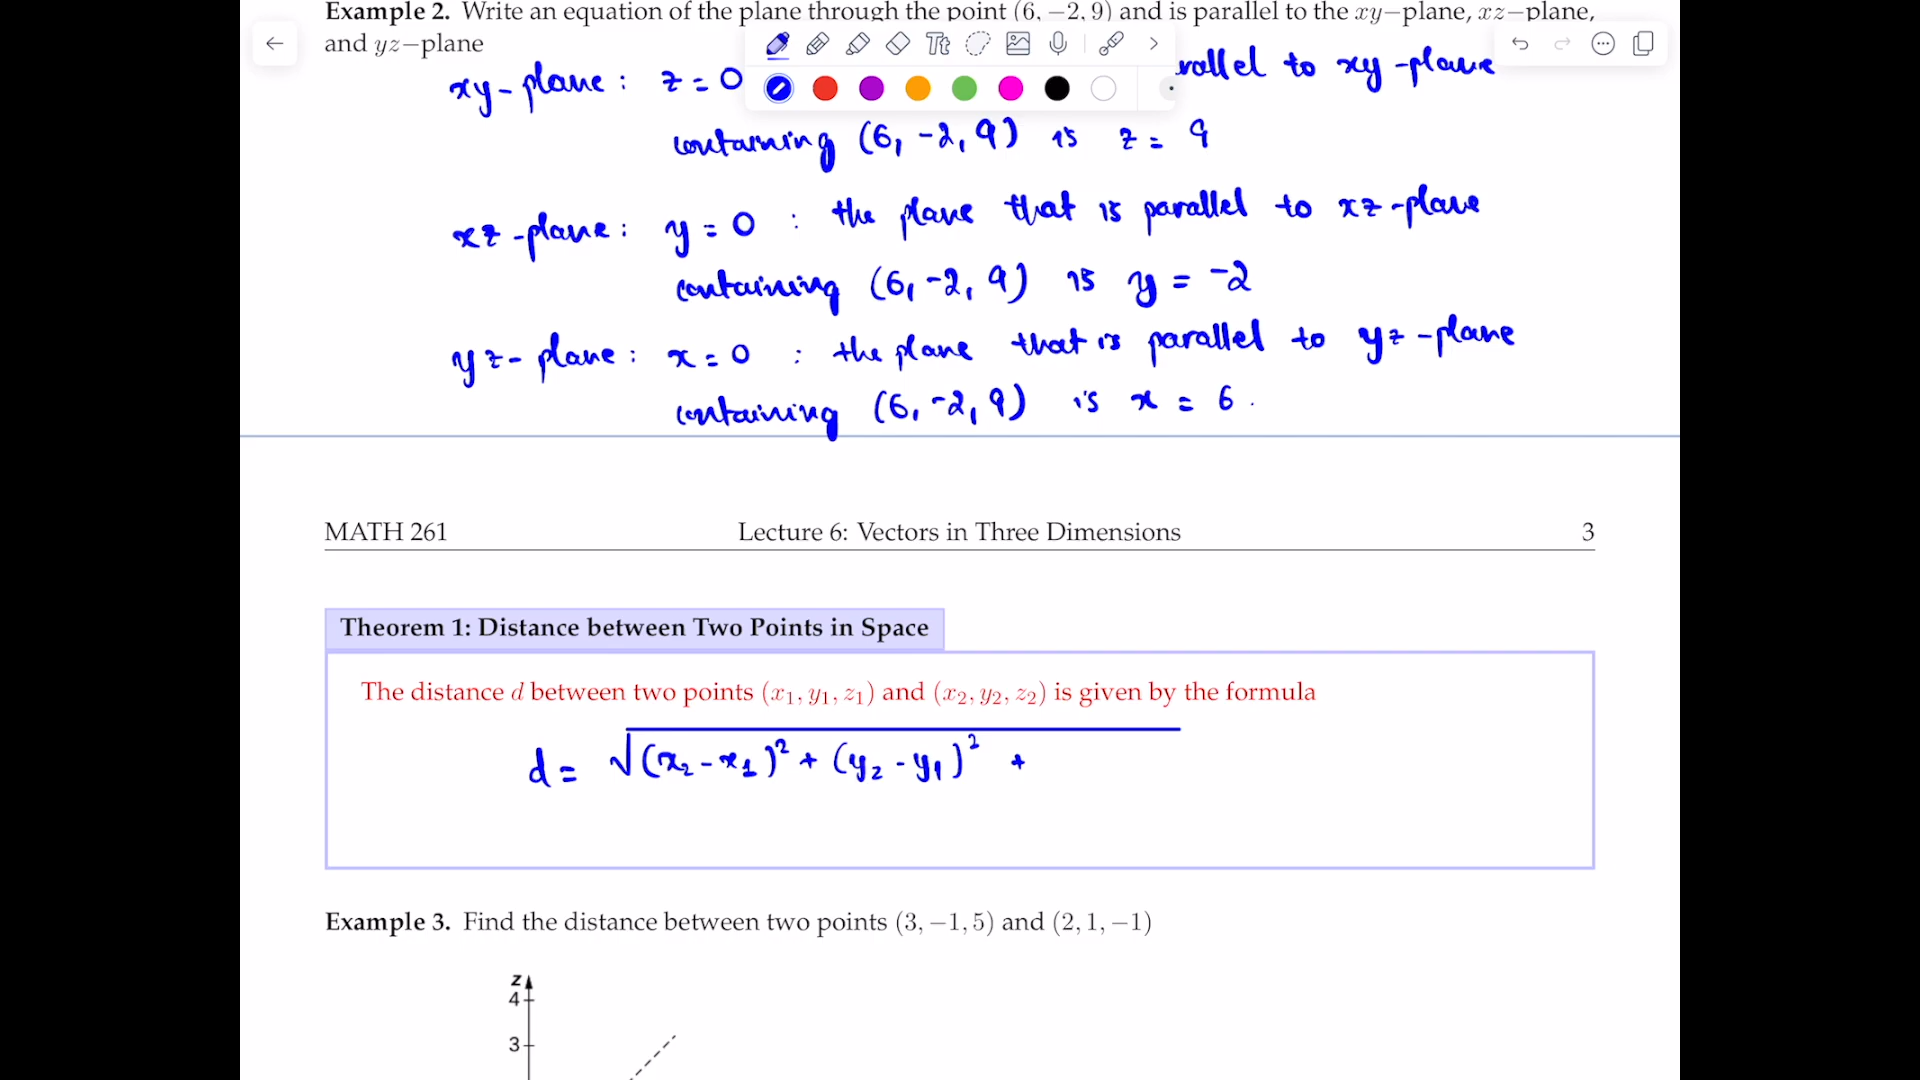 Example 2. Write an equation of the plane through the point (6, −2, 9) and is parallel to the xy−plane, xz−plane,
and yz−plane
xy-plane : z = 0 rallel to xy-plane
containing (6, -2, 9) is z = 9
xz-plane : y = 0 : the plane that is parallel to xz-plane
containing (6, -2, 9) is y = -2
yz-plane : x = 0 : the plane that is parallel to yz-plane
containing (6, -2, 9) is x = 6 .
MATH 261 Lecture 6: Vectors in Three Dimensions 3
Theorem 1: Distance between Two Points in Space
The distance d between two points (x₁, y₁, z₁) and (x₂, y₂, z₂) is given by the formula
d = √(x₂ - x₁)² + (y₂ - y₁)² +
Example 3. Find the distance between two points (3, −1, 5) and (2, 1, −1)
z
4
3